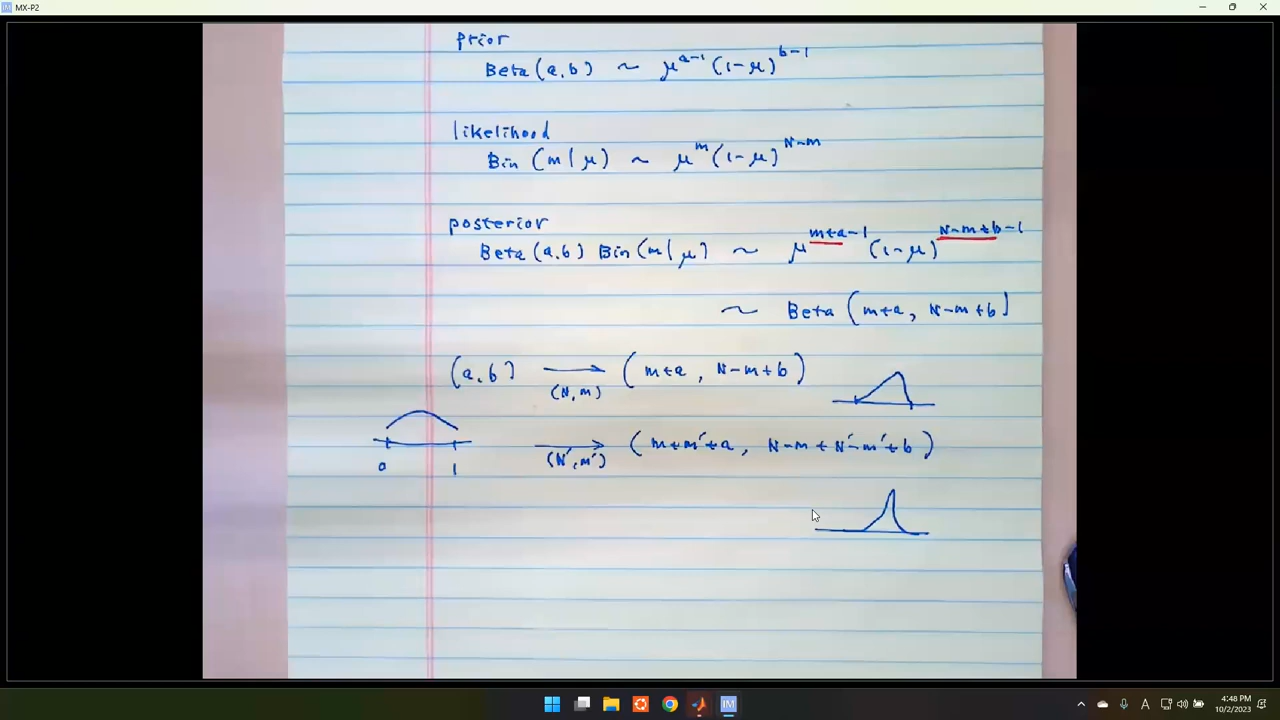 MX-P2
prior
Beta (a,b) ~ μ^{a-1} (1-μ)^{b-1}
likelihood
Bin (m|μ) ~ μ^m (1-μ)^{N-m}
posterior
Beta (a,b) Bin (m|μ) ~ μ^{m+a-1} (1-μ)^{N-m+b-1}
~ Beta (m+a, N-m+b)
(a,b) → (m+a, N-m+b)
(N,m)
→ (m+m'+a, N-m+N'-m'+b)
(N',m')
0 1
4:48 PM
10/2/2023